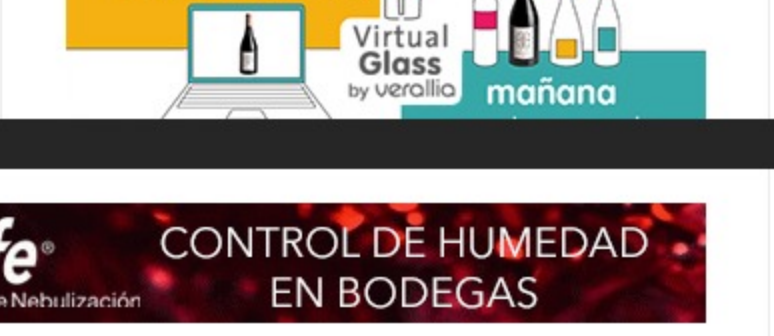 Virtual
Glass
by verallia
mañana
fe®
CONTROL DE HUMEDAD
EN BODEGAS
e Nebulización